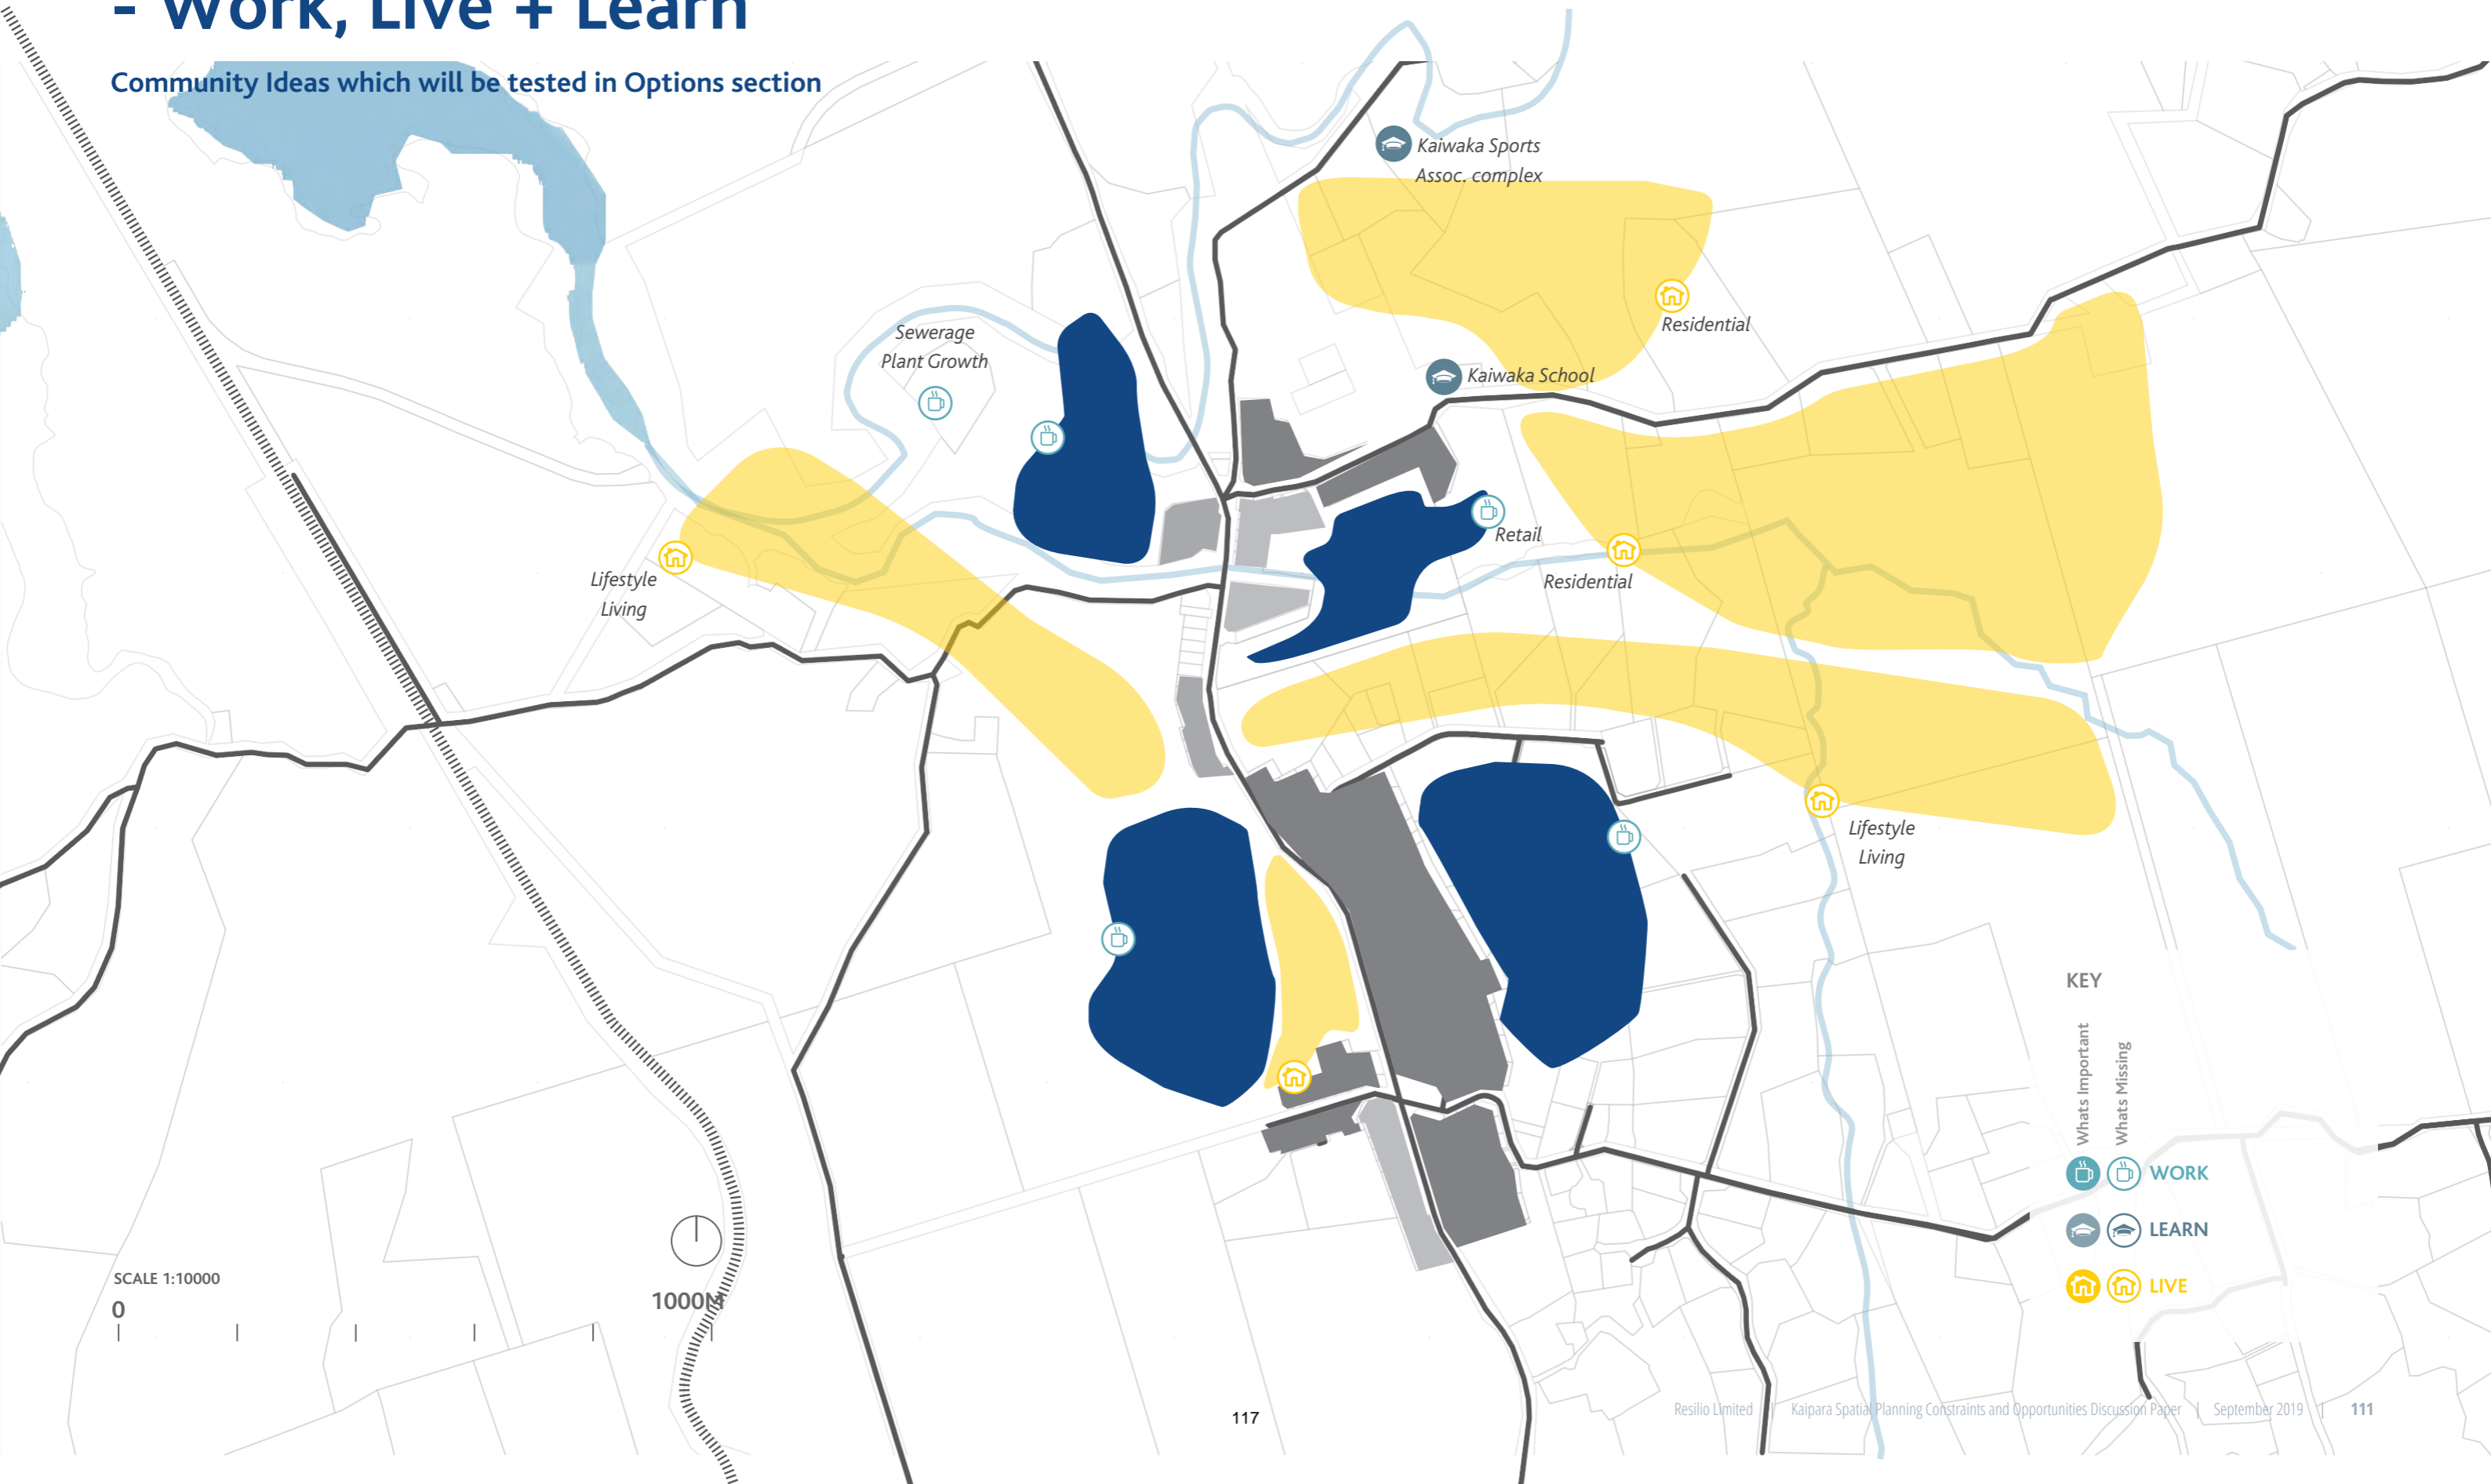 - Work, Live + Learn
Community Ideas which will be tested in Options section
Kaiwaka Sports
Assoc. complex
Residential
Sewerage
Plant Growth
Kaiwaka School
Retail
Residential
Lifestyle
Living
Lifestyle
Living
KEY
Whats Important
Whats Missing
WORK
LEARN
LIVE
SCALE 1:10000
0
1000M
117
Resilio Limited | Kaipara Spatial Planning Constraints and Opportunities Discussion Paper | September 2019 | 111